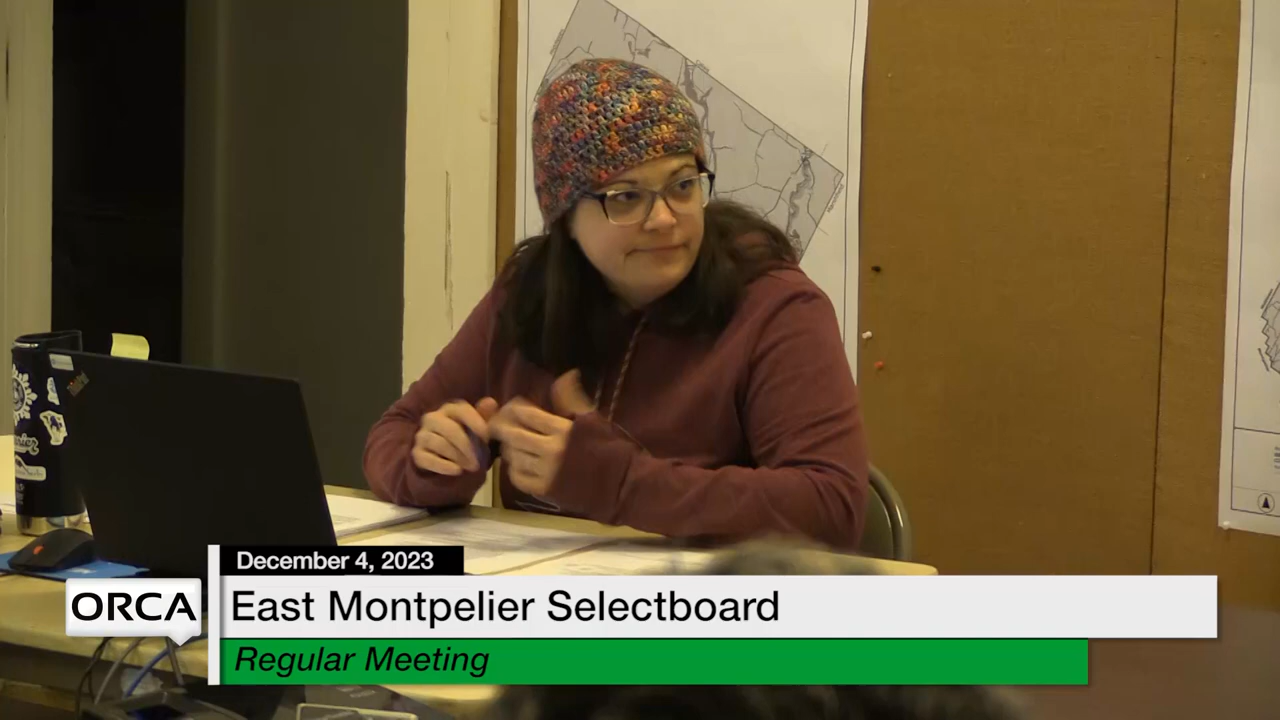 December 4, 2023
ORCA
East Montpelier Selectboard
Regular Meeting